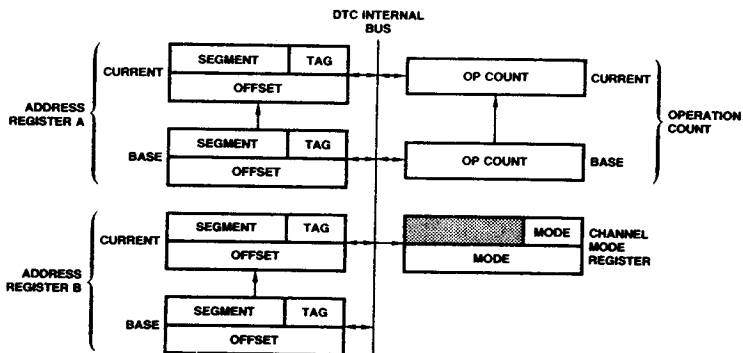 DTC INTERNAL
BUS
CURRENT
SEGMENT TAG
OFFSET
ADDRESS
REGISTER A
BASE
SEGMENT TAG
OFFSET
OP COUNT CURRENT
OPERATION
COUNT
OP COUNT BASE
CURRENT
SEGMENT TAG
OFFSET
ADDRESS
REGISTER B
BASE
SEGMENT TAG
OFFSET
MODE
MODE
CHANNEL
MODE
REGISTER